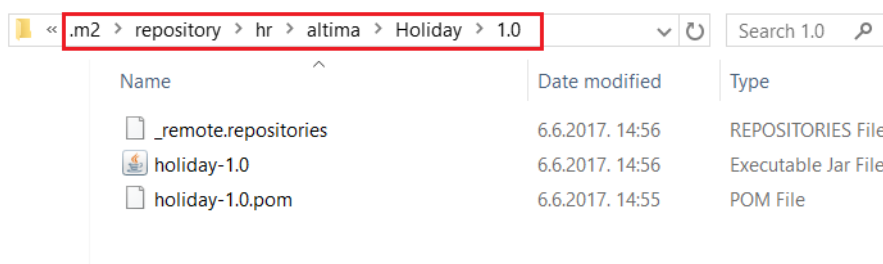 « .m2 > repository > hr > altima > Holiday > 1.0 Search 1.0
Name Date modified Type
_remote.repositories 6.6.2017. 14:56 REPOSITORIES File
holiday-1.0 6.6.2017. 14:56 Executable Jar File
holiday-1.0.pom 6.6.2017. 14:55 POM File